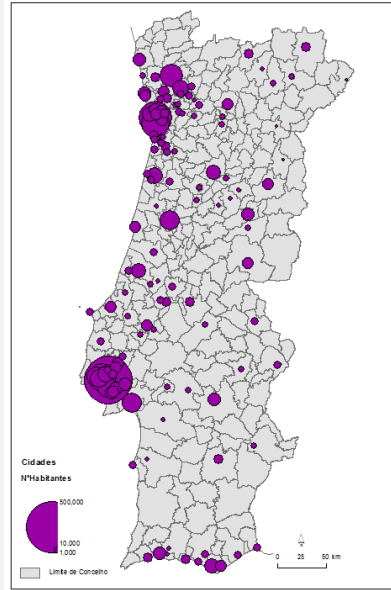 Cidades
NºHabitantes
500,000
10,000
1,000
Limite de Concelho
0 25 50 km